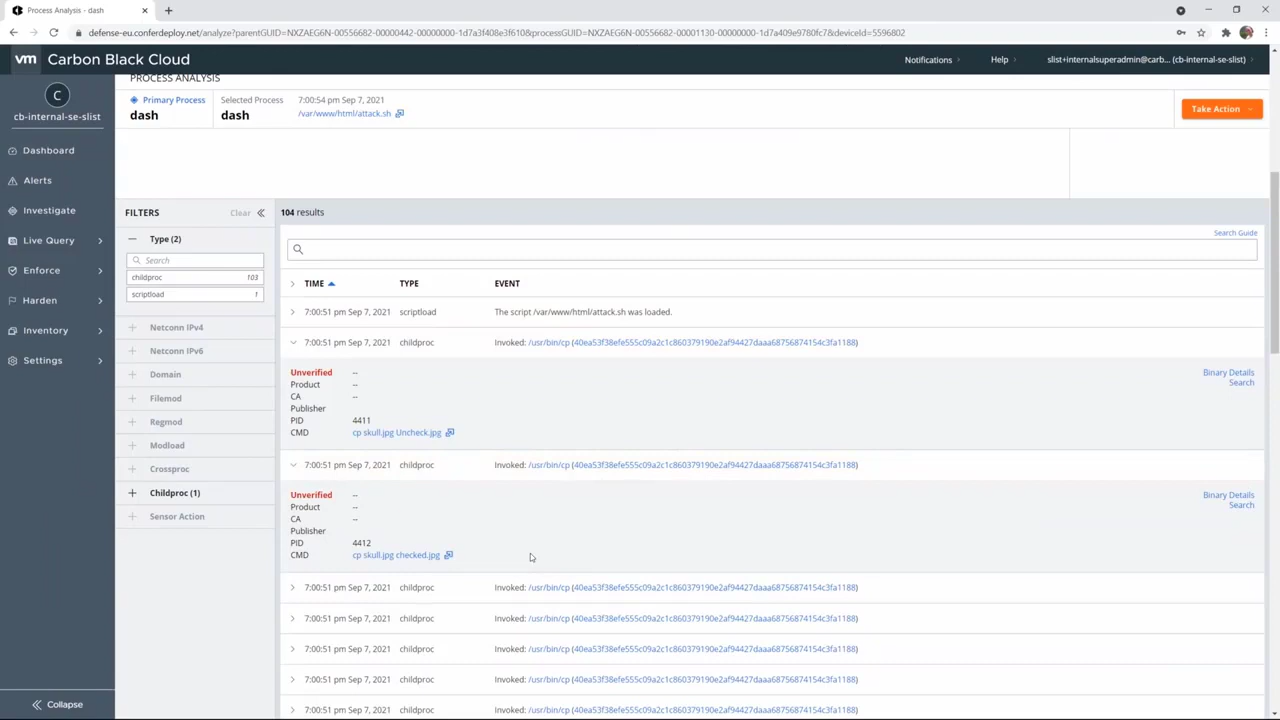 Process Analysis - dash
defense-eu.conferdeploy.net/analyze?parentGUID=NXZAEG6N-00556682-00000442-00000000-1d7a3f408e3f610&processGUID=NXZAEG6N-00556682-00001130-00000000-1d7a409e9780fc7&deviceId=5596802
vm Carbon Black Cloud
Notifications
Help
slist+internalsuperadmin@carb... (cb-internal-se-slist)
C
cb-internal-se-slist
Dashboard
Alerts
Investigate
Live Query
Enforce
Harden
Inventory
Settings
Collapse
PROCESS ANALYSIS
Primary Process
dash
Selected Process
dash
7:00:54 pm Sep 7, 2021
/var/www/html/attack.sh
Take Action
FILTERS
Clear
Type (2)
Search
childproc 103
scriptload 1
Netconn IPv4
Netconn IPv6
Domain
Filemod
Regmod
Modload
Crossproc
Childproc (1)
Sensor Action
104 results
Search Guide
TIME TYPE EVENT
7:00:51 pm Sep 7, 2021 scriptload The script /var/www/html/attack.sh was loaded.
7:00:51 pm Sep 7, 2021 childproc Invoked: /usr/bin/cp (40ea53f38efe555c09a2c1c860379190e2af94427daaa68756874154c3fa1188)
Unverified --
Product --
CA --
Publisher
PID 4411
CMD cp skull.jpg Uncheck.jpg
Binary Details
Search
7:00:51 pm Sep 7, 2021 childproc Invoked: /usr/bin/cp (40ea53f38efe555c09a2c1c860379190e2af94427daaa68756874154c3fa1188)
Unverified --
Product --
CA --
Publisher
PID 4412
CMD cp skull.jpg checked.jpg
Binary Details
Search
7:00:51 pm Sep 7, 2021 childproc Invoked: /usr/bin/cp (40ea53f38efe555c09a2c1c860379190e2af94427daaa68756874154c3fa1188)
7:00:51 pm Sep 7, 2021 childproc Invoked: /usr/bin/cp (40ea53f38efe555c09a2c1c860379190e2af94427daaa68756874154c3fa1188)
7:00:51 pm Sep 7, 2021 childproc Invoked: /usr/bin/cp (40ea53f38efe555c09a2c1c860379190e2af94427daaa68756874154c3fa1188)
7:00:51 pm Sep 7, 2021 childproc Invoked: /usr/bin/cp (40ea53f38efe555c09a2c1c860379190e2af94427daaa68756874154c3fa1188)
7:00:51 pm Sep 7, 2021 childproc Invoked: /usr/bin/cp (40ea53f38efe555c09a2c1c860379190e2af94427daaa68756874154c3fa1188)